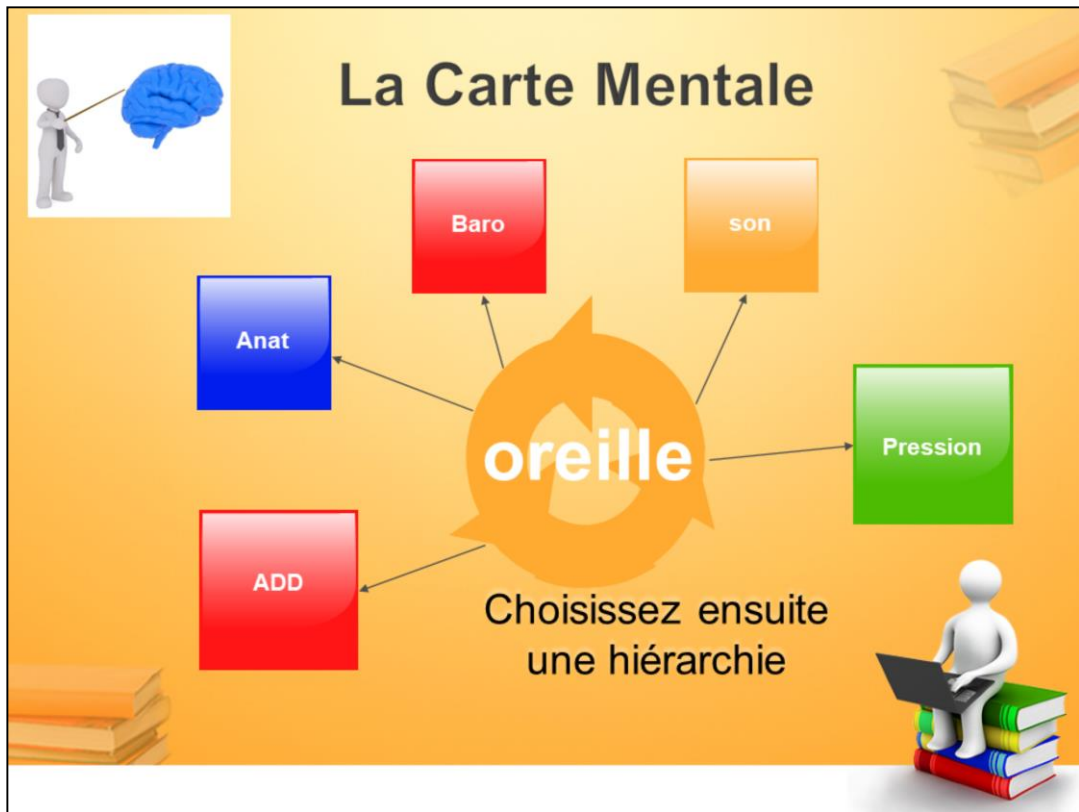 La Carte Mentale
Baro
son
Anat
oreille
Pression
ADD
Choisissez ensuite
une hiérarchie